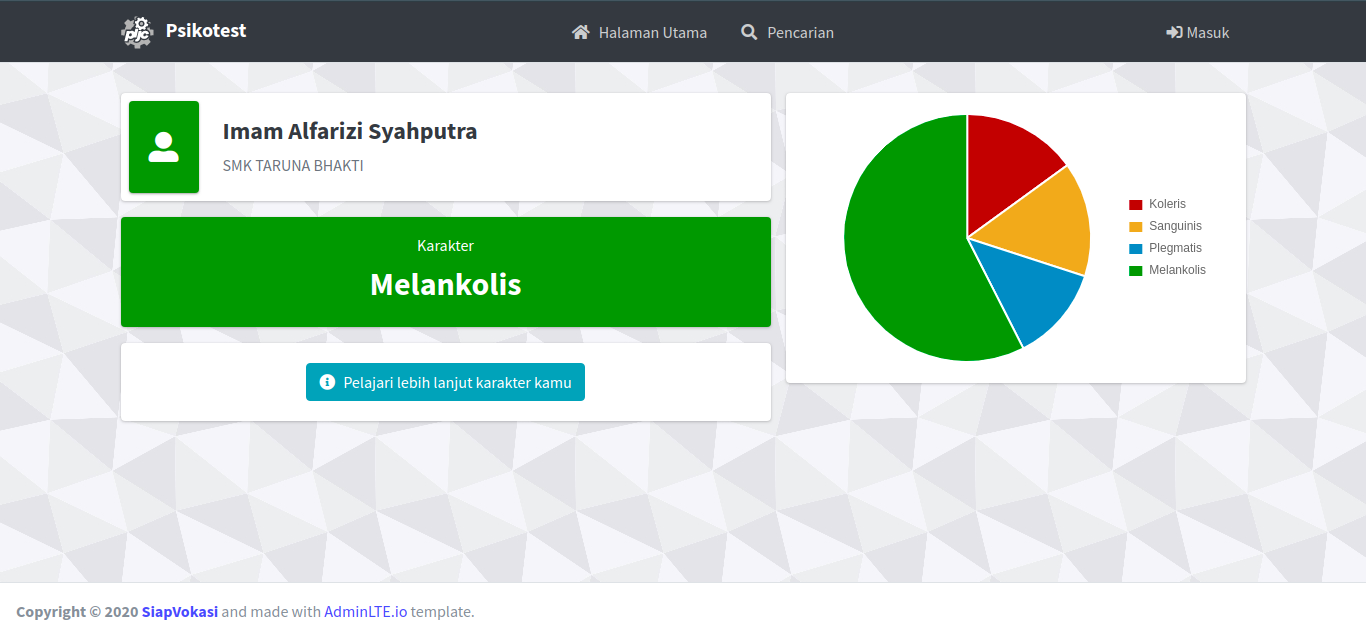 pljc
Psikotest
Halaman Utama
Pencarian
Masuk
Imam Alfarizi Syahputra
SMK TARUNA BHAKTI
Karakter
Melankolis
Pelajari lebih lanjut karakter kamu
Koleris
Sanguinis
Plegmatis
Melankolis
Copyright © 2020 SiapVokasi and made with AdminLTE.io template.